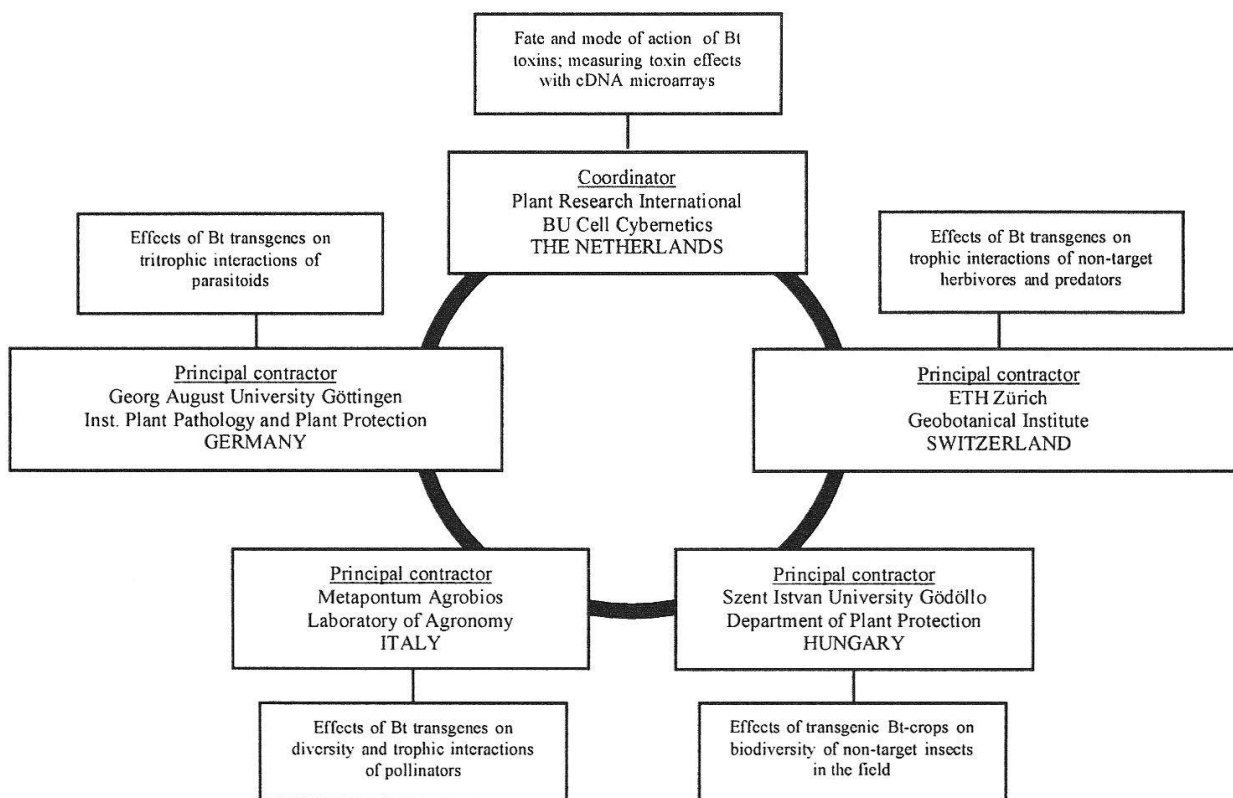 Fate and mode of action of Bt
toxins; measuring toxin effects
with cDNA microarrays
Coordinator
Plant Research International
BU Cell Cybernetics
THE NETHERLANDS
Effects of Bt transgenes on
tritrophic interactions of
parasitoids
Effects of Bt transgenes on
trophic interactions of non-target
herbivores and predators
Principal contractor
Georg August University Göttingen
Inst. Plant Pathology and Plant Protection
GERMANY
Principal contractor
ETH Zürich
Geobotanical Institute
SWITZERLAND
Principal contractor
Metapontum Agrobios
Laboratory of Agronomy
ITALY
Principal contractor
Szent Istvan University Gödöllo
Department of Plant Protection
HUNGARY
Effects of Bt transgenes on
diversity and trophic interactions
of pollinators
Effects of transgenic Bt-crops on
biodiversity of non-target insects
in the field